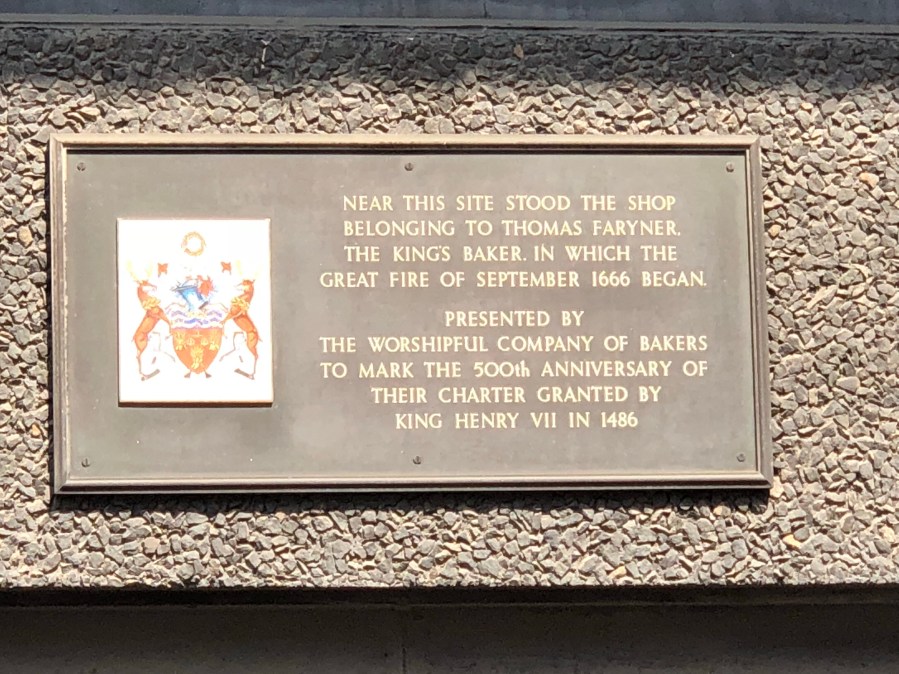 NEAR THIS SITE STOOD THE SHOP
BELONGING TO THOMAS FARYNER,
THE KING'S BAKER, IN WHICH THE
GREAT FIRE OF SEPTEMBER 1666 BEGAN.
PRESENTED BY
THE WORSHIPFUL COMPANY OF BAKERS
TO MARK THE 500th ANNIVERSARY OF
THEIR CHARTER GRANTED BY
KING HENRY VII IN 1486